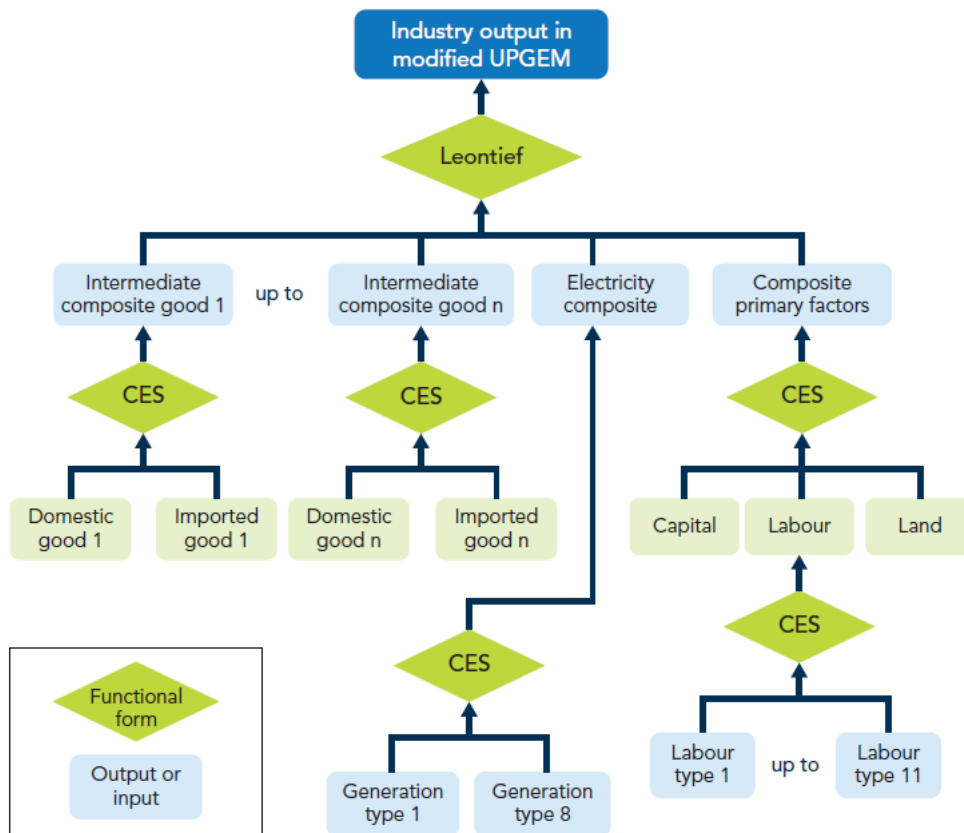 Industry output in
modified UPGEM
Leontief
Intermediate
composite good 1
up to
Intermediate
composite good n
Electricity
composite
Composite
primary factors
CES
CES
CES
Domestic
good 1
Imported
good 1
Domestic
good n
Imported
good n
Capital
Labour
Land
CES
CES
Functional
form
Output or
input
Generation
type 1
Generation
type 8
Labour
type 1
up to
Labour
type 11